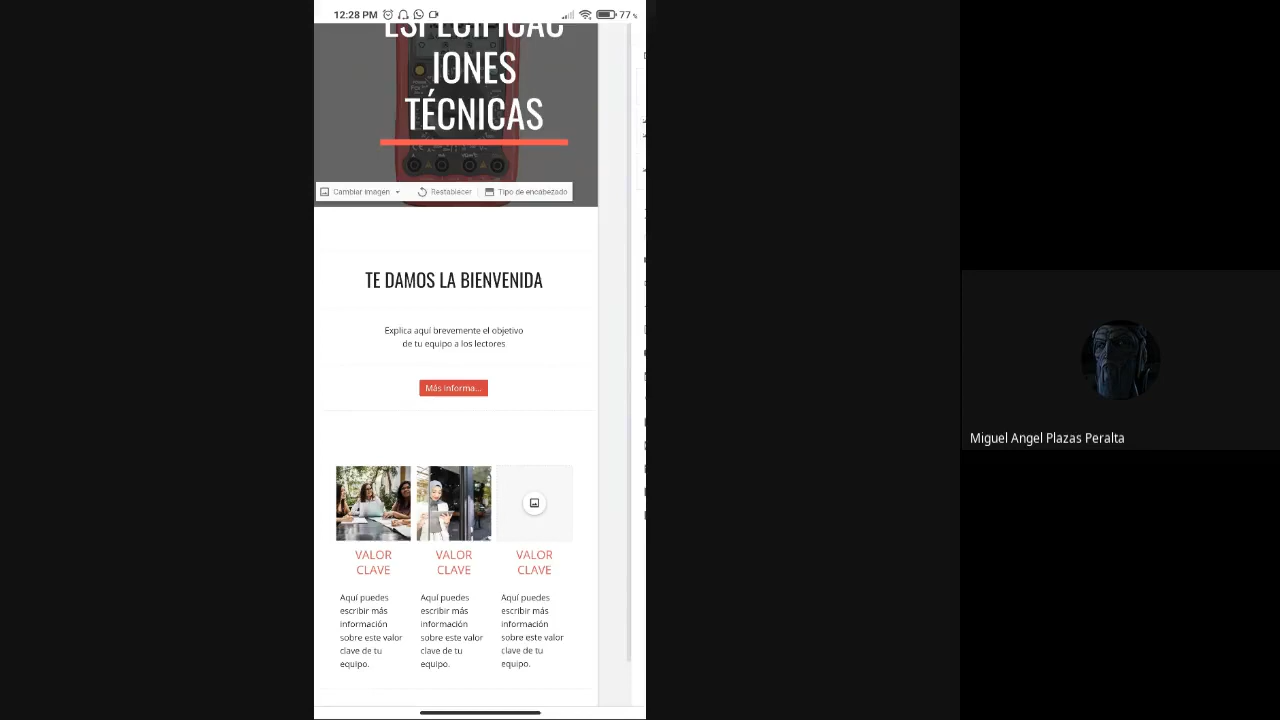 12:28 PM
77%
ESPECIFICAC
IONES
TÉCNICAS
Cambiar imagen
Restablecer
Tipo de encabezado
TE DAMOS LA BIENVENIDA
Explica aquí brevemente el objetivo
de tu equipo a los lectores
Más informa...
VALOR
CLAVE
Aquí puedes
escribir más
información
sobre este valor
clave de tu
equipo.
VALOR
CLAVE
Aquí puedes
escribir más
información
sobre este valor
clave de tu
equipo.
VALOR
CLAVE
Aquí puedes
escribir más
información
sobre este valor
clave de tu
equipo.
Miguel Angel Plazas Peralta